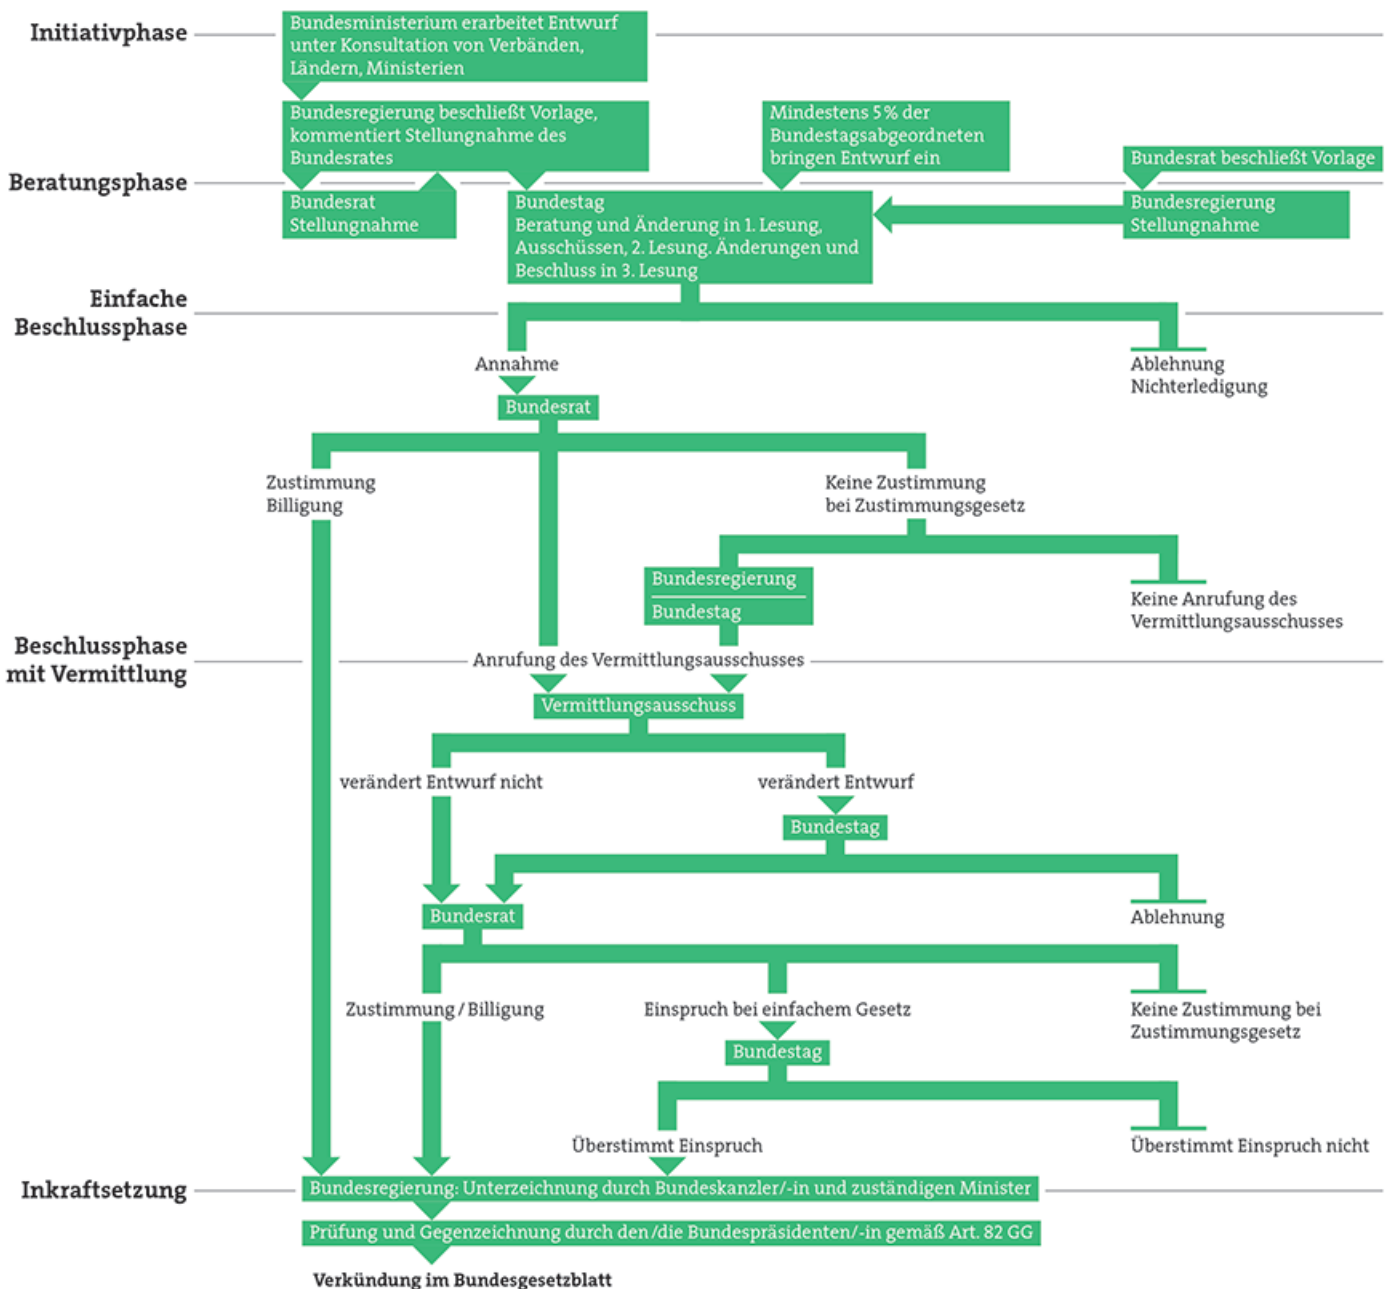 Initiativphase
Bundesministerium erarbeitet Entwurf
unter Konsultation von Verbänden,
Ländern, Ministerien
Bundesregierung beschließt Vorlage,
kommentiert Stellungnahme des
Bundesrates
Mindestens 5% der
Bundestagsabgeordneten
bringen Entwurf ein
Bundesrat beschließt Vorlage
Beratungsphase
Bundesrat
Stellungnahme
Bundestag
Beratung und Änderung in 1. Lesung,
Ausschüssen, 2. Lesung. Änderungen und
Beschluss in 3. Lesung
Bundesregierung
Stellungnahme
Einfache
Beschlussphase
Annahme
Ablehnung
Nichterledigung
Bundesrat
Zustimmung
Billigung
Keine Zustimmung
bei Zustimmungsgesetz
Bundesregierung
Bundestag
Keine Anrufung des
Vermittlungsausschusses
Beschlussphase
mit Vermittlung
Anrufung des Vermittlungsausschusses
Vermittlungsausschuss
verändert Entwurf nicht
verändert Entwurf
Bundestag
Bundesrat
Ablehnung
Zustimmung / Billigung
Einspruch bei einfachem Gesetz
Keine Zustimmung bei
Zustimmungsgesetz
Bundestag
Überstimmt Einspruch
Überstimmt Einspruch nicht
Inkraftsetzung
Bundesregierung: Unterzeichnung durch Bundeskanzler/-in und zuständigen Minister
Prüfung und Gegenzeichnung durch den/die Bundespräsidenten/-in gemäß Art. 82 GG
Verkündung im Bundesgesetzblatt